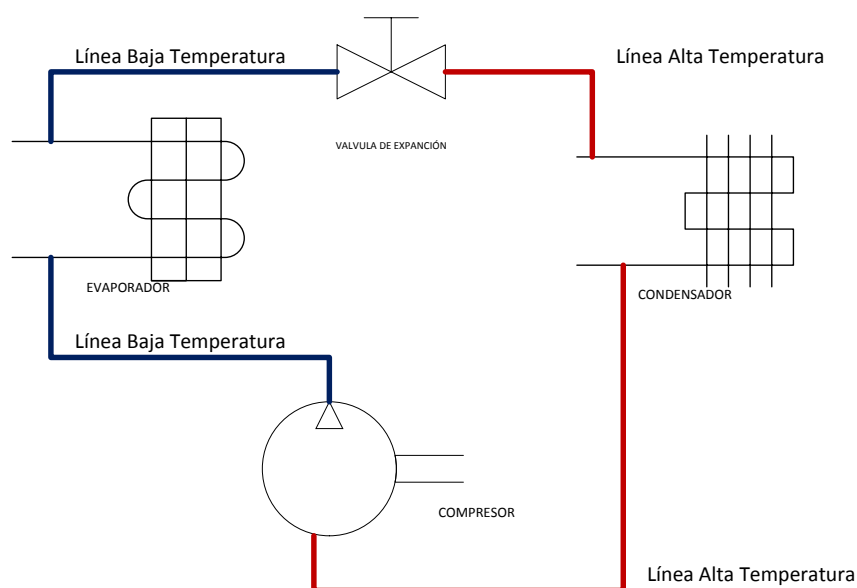 Línea Baja Temperatura
Línea Alta Temperatura
VALVULA DE EXPANCIÓN
EVAPORADOR
CONDENSADOR
Línea Baja Temperatura
COMPRESOR
Línea Alta Temperatura